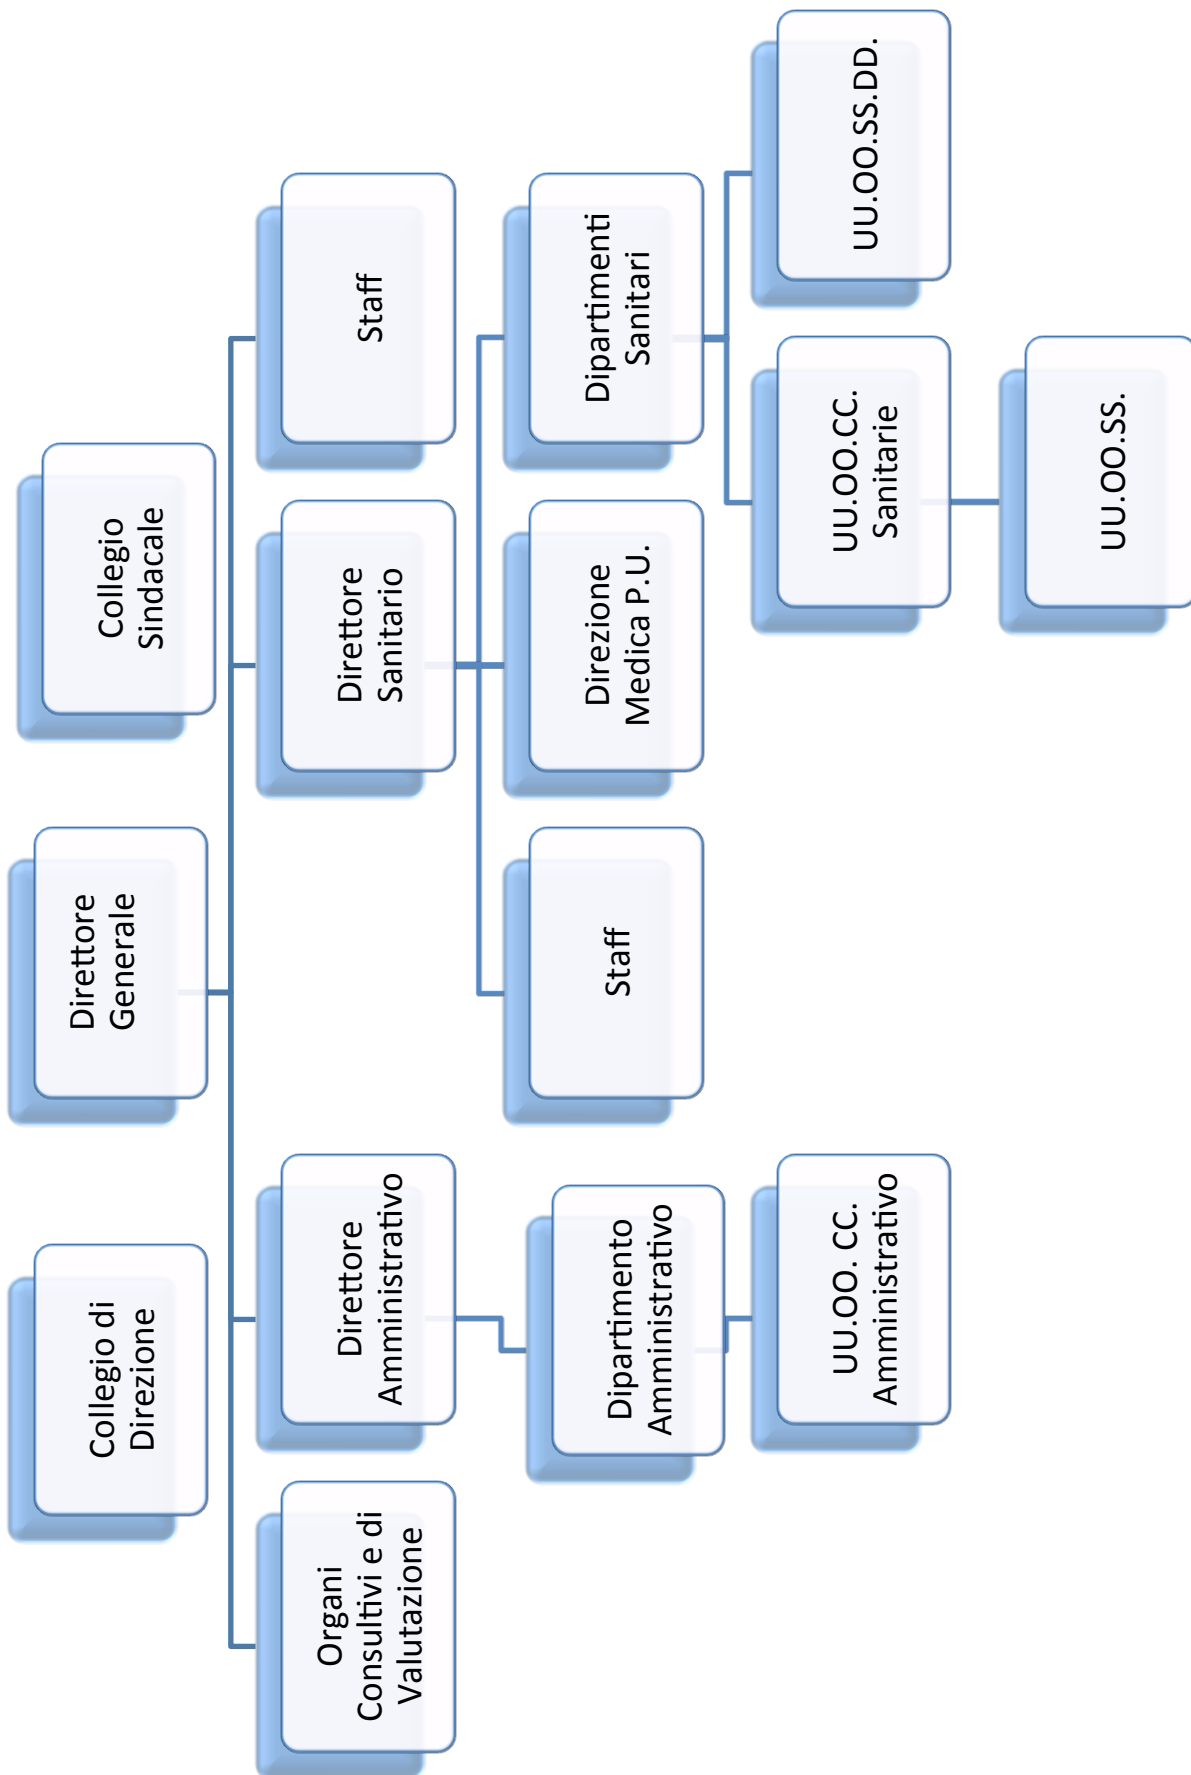 Collegio di
Direzione
Direttore
Generale
Collegio
Sindacale
Organi
Consultivi e di
Valutazione
Direttore
Amministrativo
Direttore
Sanitario
Staff
Dipartimento
Amministrativo
Staff
Direzione
Medica P.U.
Dipartimenti
Sanitari
UU.OO. CC.
Amministrativo
UU.OO.CC.
Sanitarie
UU.OO.SS.DD.
UU.OO.SS.